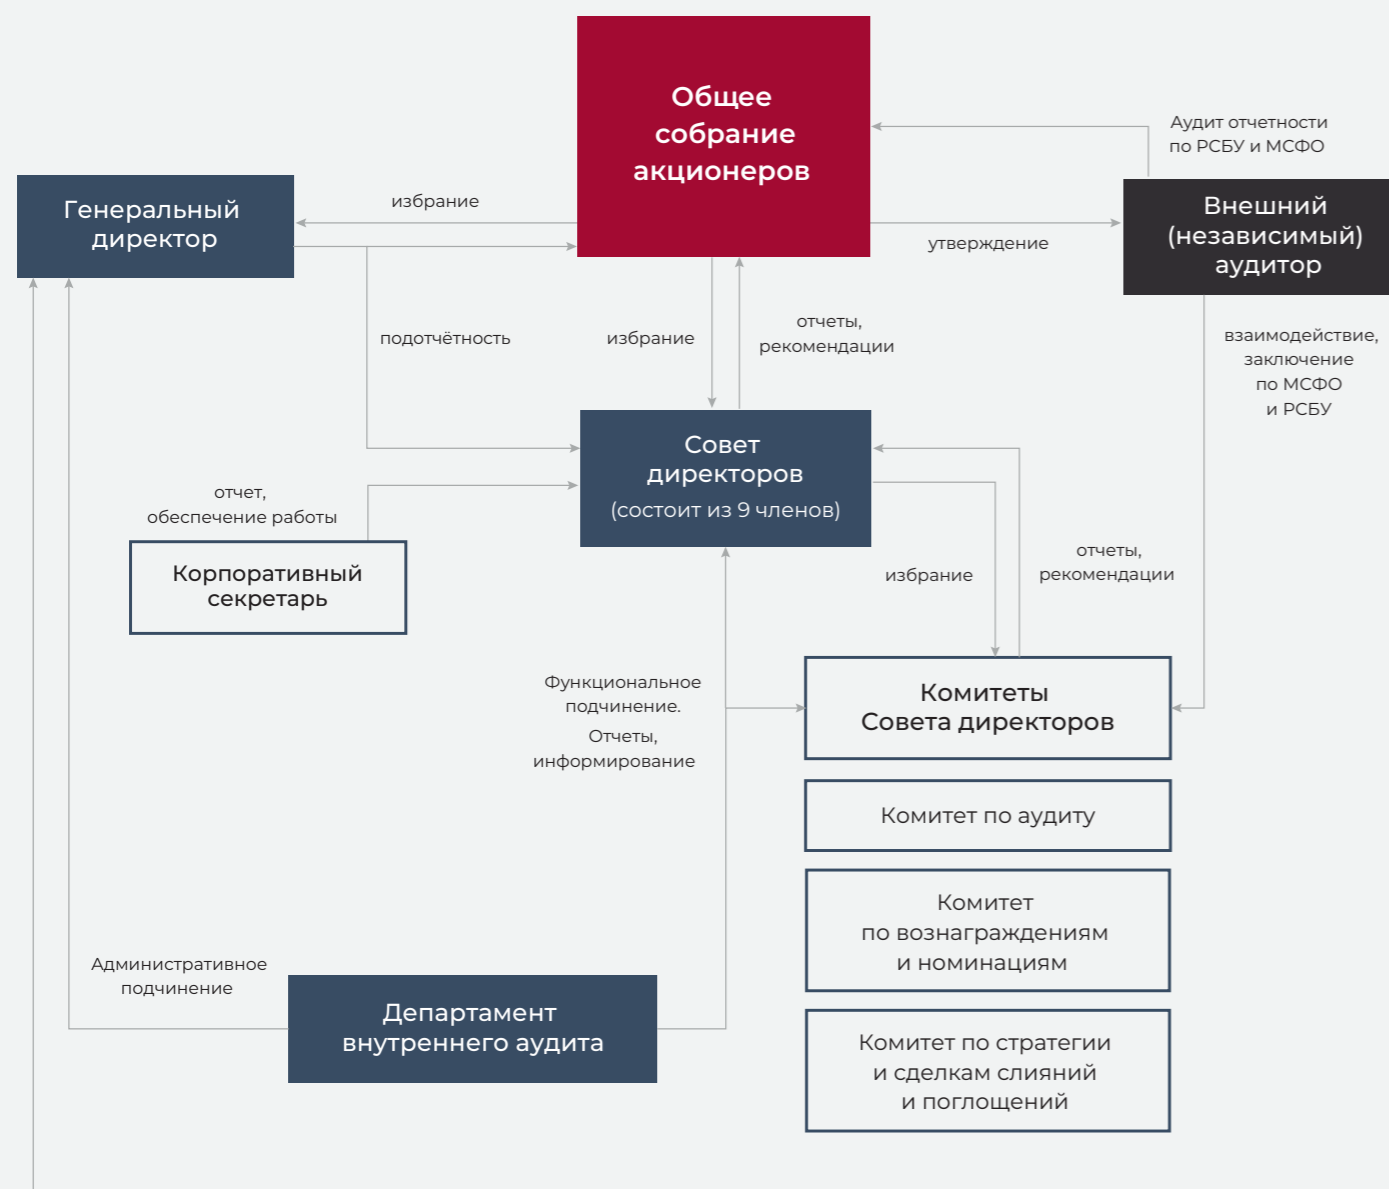 Общее
собрание
акционеров
Аудит отчетности
по РСБУ и МСФО
Генеральный
директор
избрание
утверждение
Внешний
(независимый)
аудитор
подотчётность
избрание
отчеты,
рекомендации
взаимодействие,
заключение
по МСФО
и РСБУ
Совет
директоров
(состоит из 9 членов)
отчет,
обеспечение работы
Корпоративный
секретарь
избрание
отчеты,
рекомендации
Функциональное
подчинение.
Отчеты,
информирование
Комитеты
Совета директоров
Комитет по аудиту
Комитет
по вознаграждениям
и номинациям
Административное
подчинение
Департамент
внутреннего аудита
Комитет по стратегии
и сделкам слияний
и поглощений